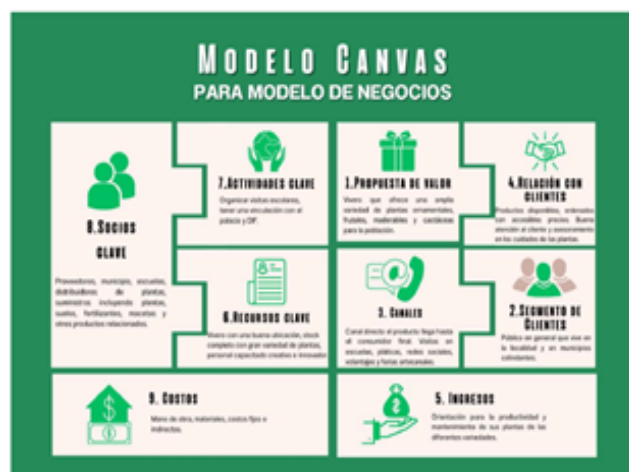 MODELO CANVAS
PARA MODELO DE NEGOCIOS
8.SOCIOS
CLAVE
Proveedores, municipio, escuelas,
distribuidores de plantas,
suministros incluyendo plantas,
suelos, fertilizantes, macetas y
otros productos relacionados.
7.ACTIVIDADES CLAVE
Organizar visitas escolares,
tener una vinculación con el
palacio y DIF.
6.RECURSOS CLAVE
Vivero con una buena ubicación, stock
completo con gran variedad de plantas,
personal capacitado creativo e innovador
1.PROPUESTA DE VALOR
Vivero que ofrece una amplia
variedad de plantas ornamentales,
frutales, maderables y cactáceas
para la población.
3. CANALES
Canal directo al producto llega hasta
el consumidor final. Visitas en
escuelas, pláticas, redes sociales,
volantajes y ferias artesanales.
4.RELACIÓN CON
CLIENTES
Productos disponibles, ordenados
con accesibles precios. Buena
atención al cliente y asesoramiento
en los cuidados de las plantas.
2.SEGMENTO DE
CLIENTES
Público en general que vive en
la localidad y en municipios
colindantes.
9. COSTOS
Mano de obra, materiales, costos fijos e
indirectos.
5. INGRESOS
Orientación para la productividad y
mantenimiento de sus plantas de las
diferentes variedades.